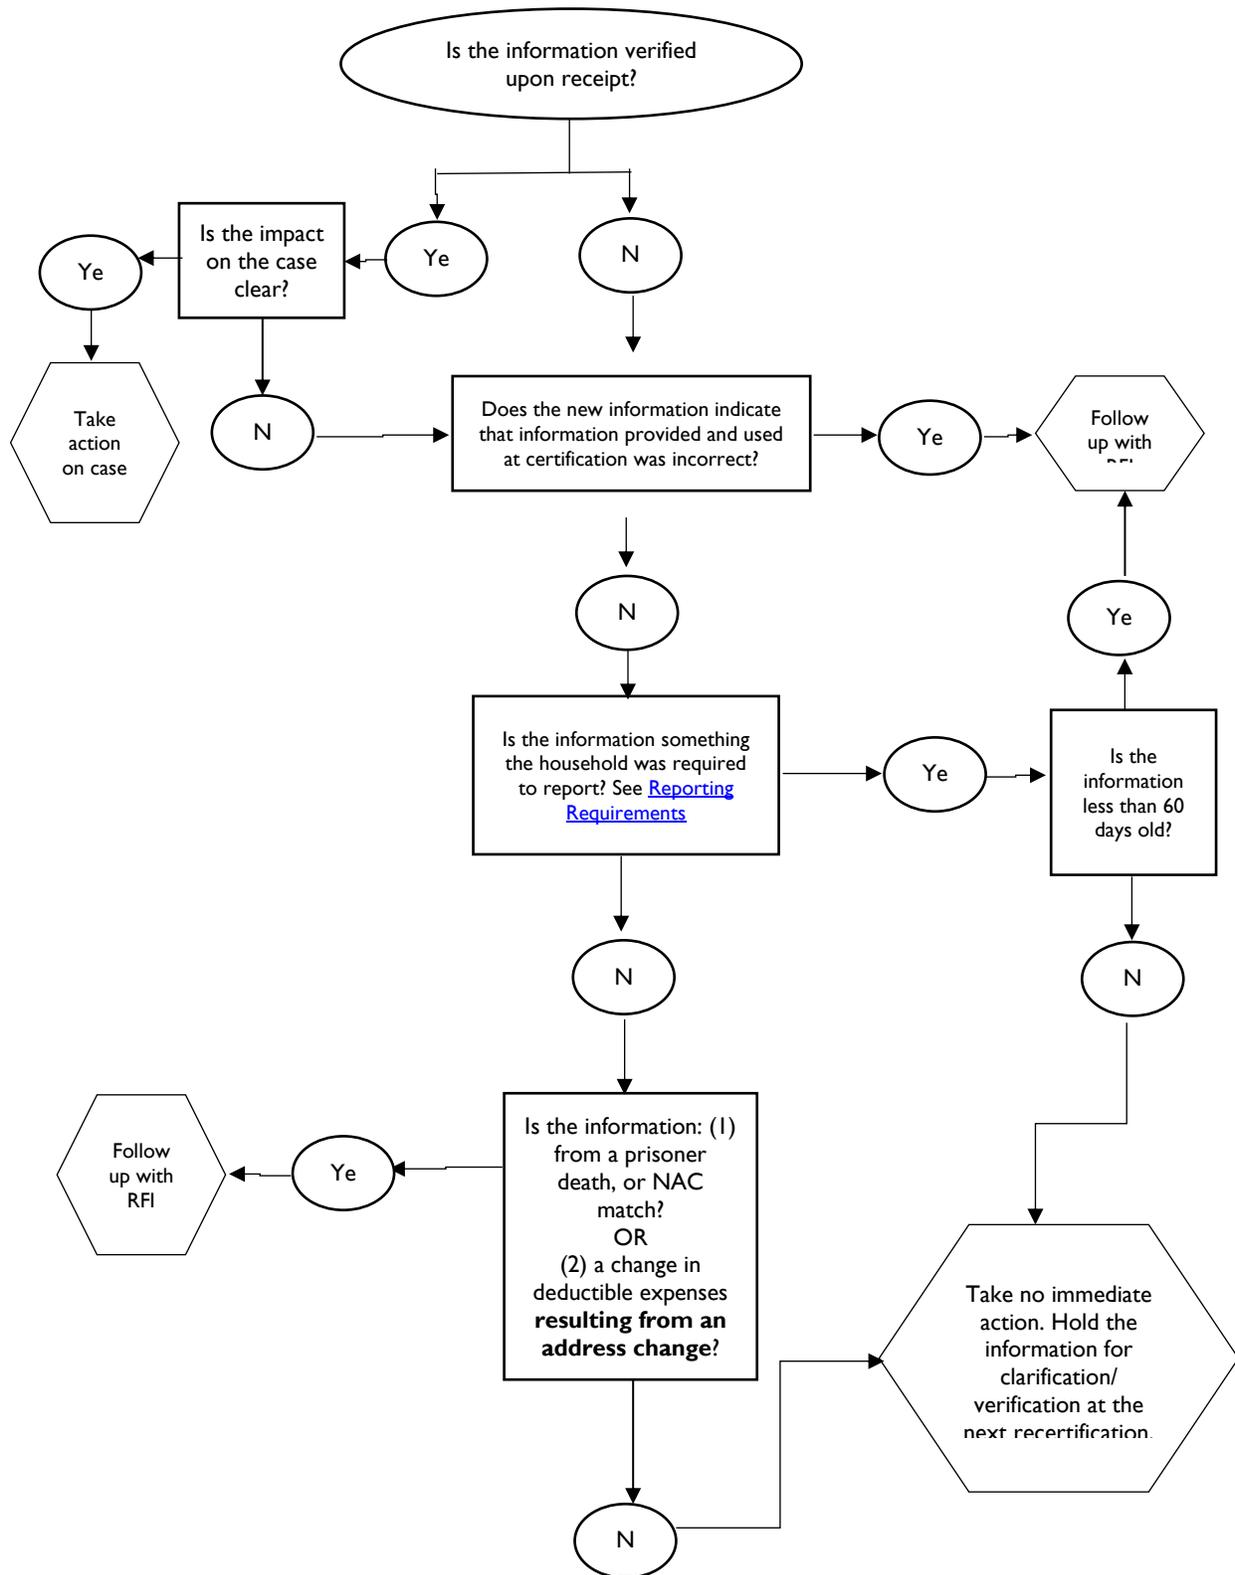 Is the information verified
upon receipt?
Is the impact
on the case
clear?
Ye
Ye
N
Take
action
on case
N
Does the new information indicate
that information provided and used
at certification was incorrect?
Ye
Follow
up with
N
Ye
Is the information something
the household was required
to report? See Reporting
Requirements
Ye
Is the
information
less than 60
days old?
N
N
Follow
up with
RFI
Ye
Is the information: (1)
from a prisoner
death, or NAC
match?
OR
(2) a change in
deductible expenses
resulting from an
address change?
Take no immediate
action. Hold the
information for
clarification/
verification at the
next recertification.
N